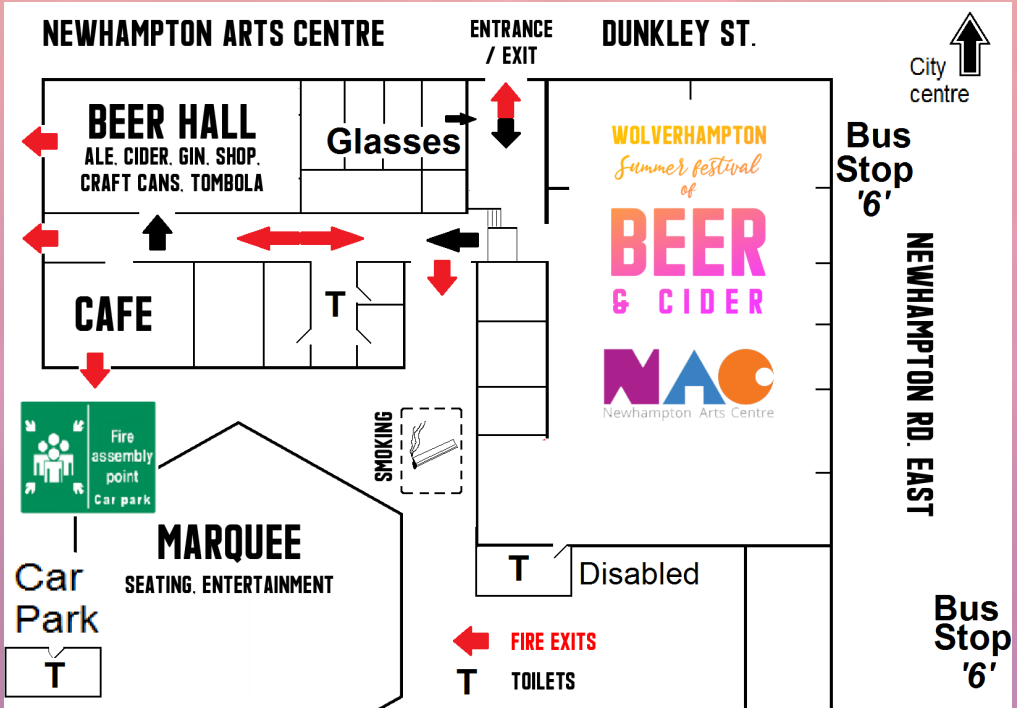 NEWHAMPTON ARTS CENTRE
ENTRANCE
/ EXIT
DUNKLEY ST.
City
centre
BEER HALL
ALE, CIDER, GIN, SHOP,
CRAFT CANS, TOMBOLA
Glasses
WOLVERHAMPTON
Summer festival
of
BEER
& CIDER
NAC
Newhampton Arts Centre
Bus
Stop
'6'
NEWHAMPTON RD. EAST
CAFE
T
Fire
assembly
point
Car park
SMOKING
MARQUEE
SEATING, ENTERTAINMENT
Car
Park
T
T
Disabled
FIRE EXITS
T TOILETS
Bus
Stop
'6'